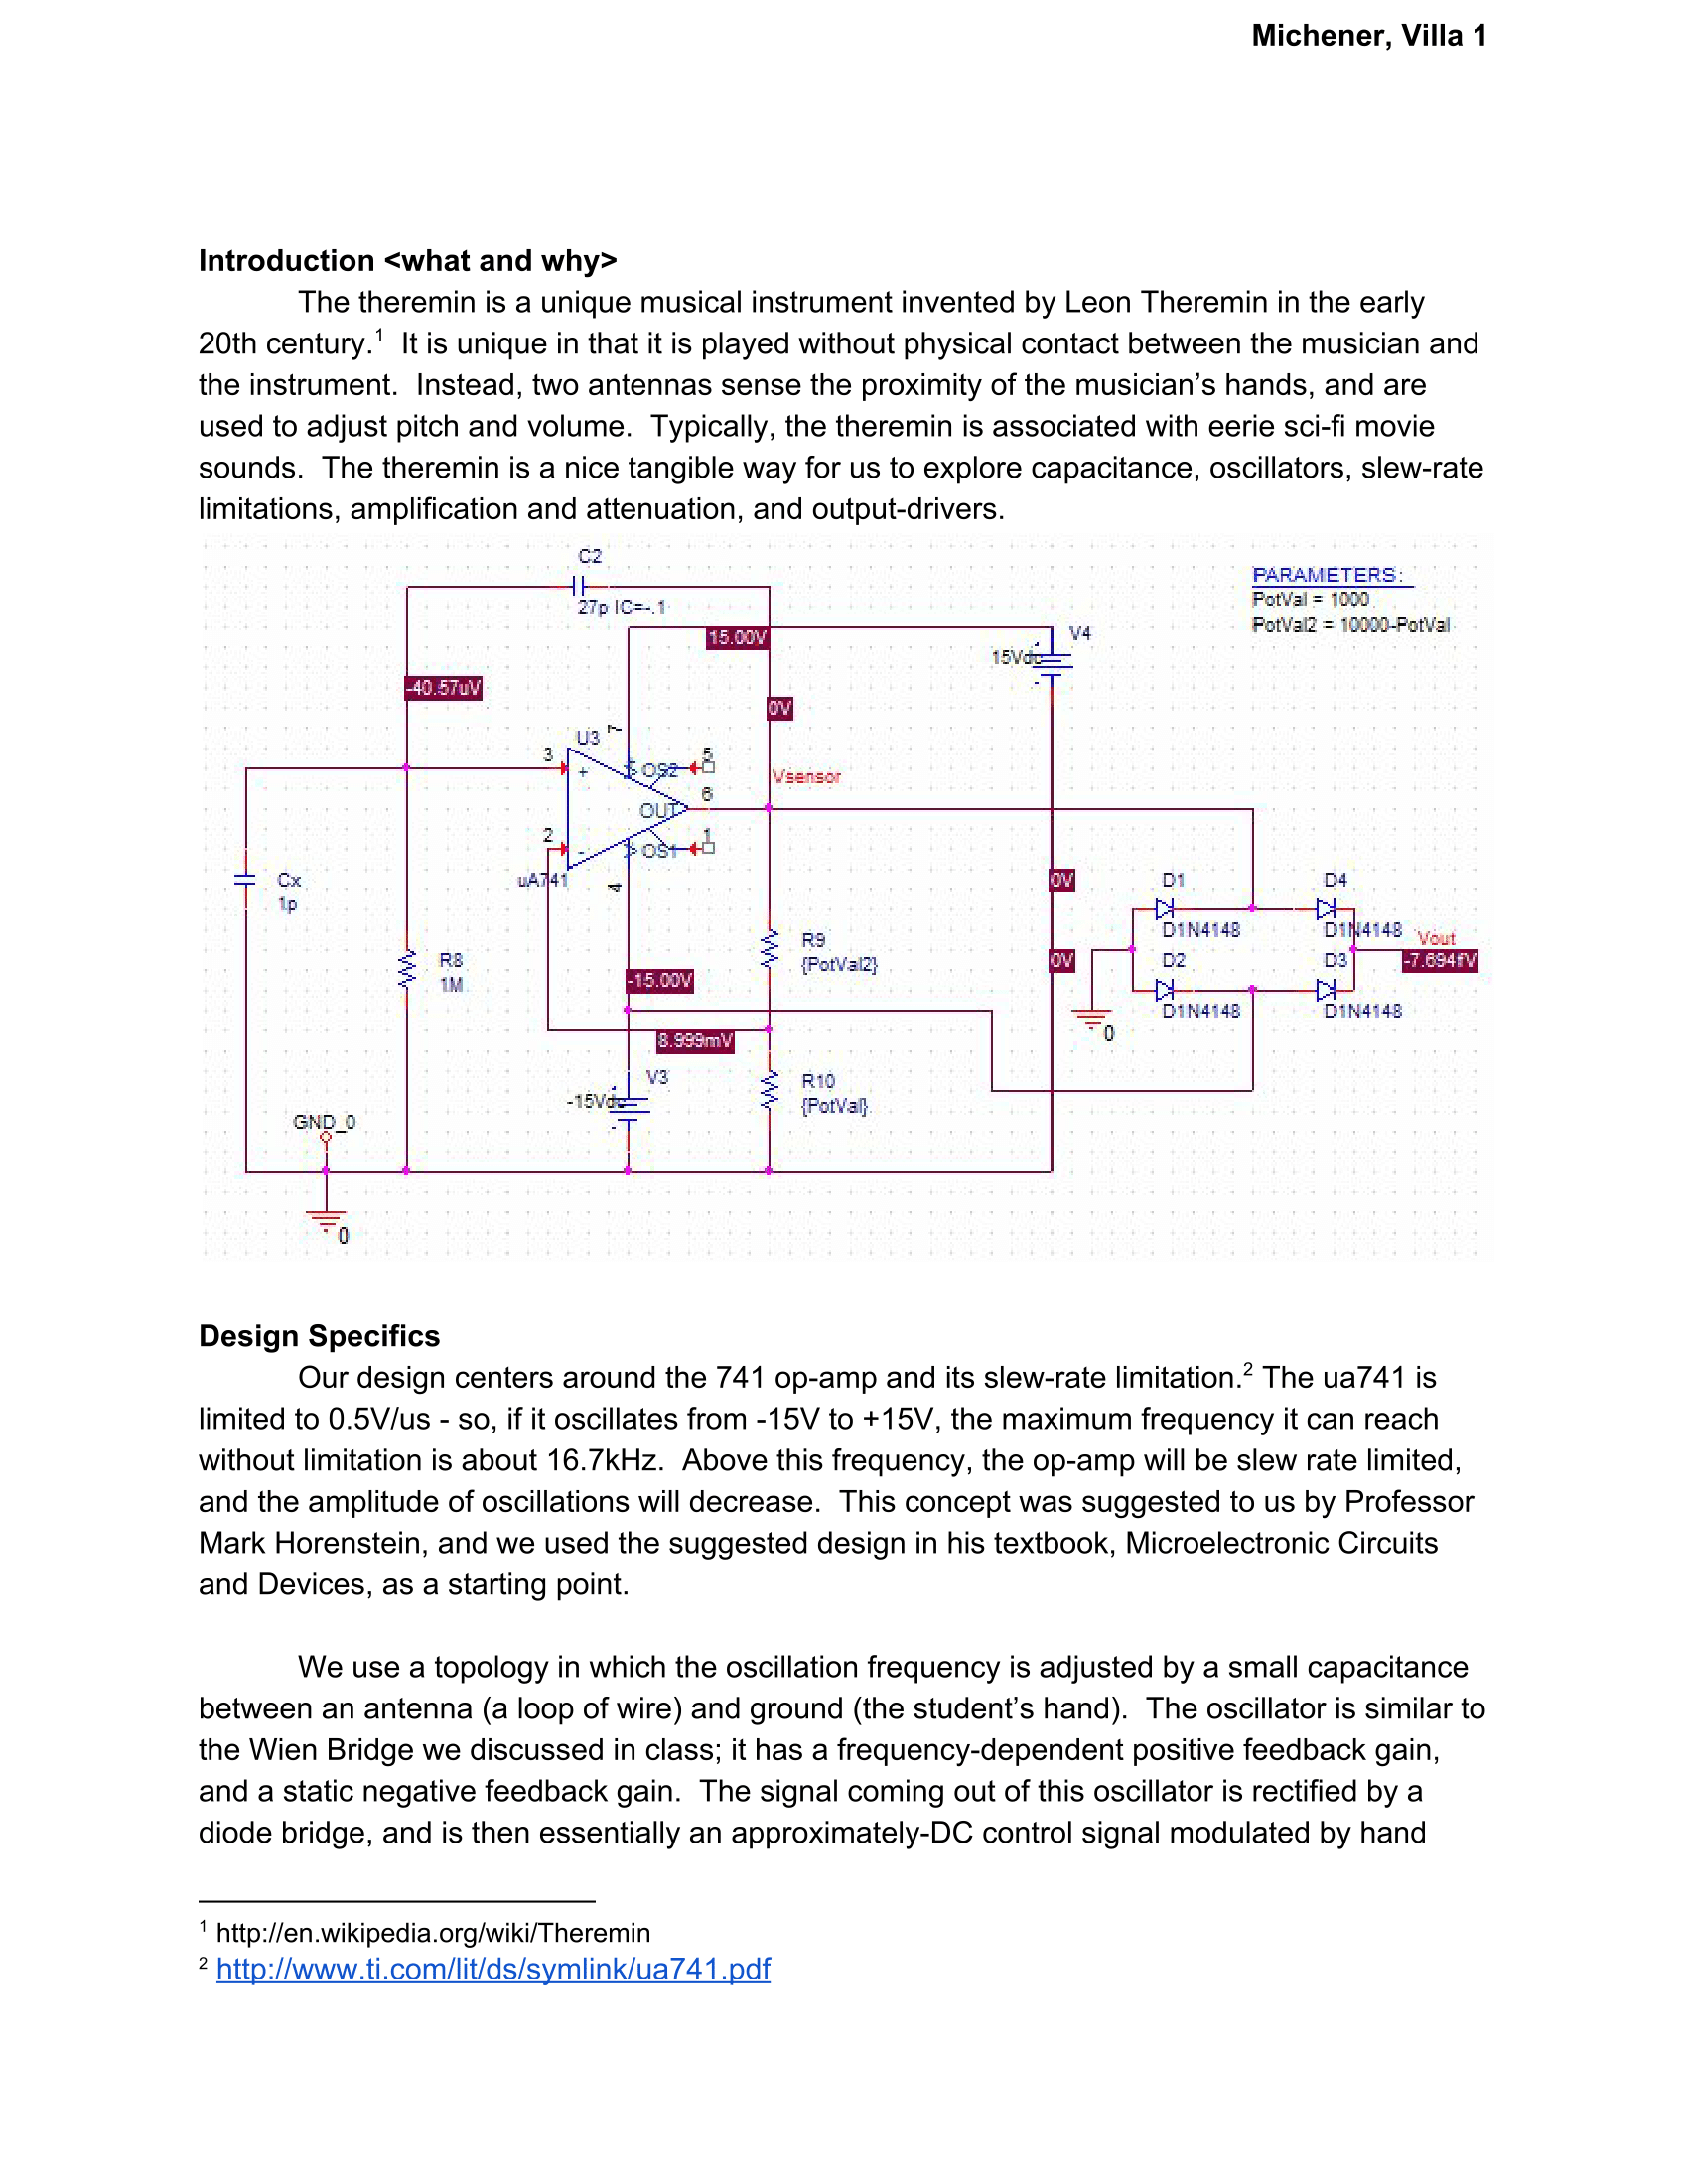 Michener, Villa 1
Introduction <what and why>
The theremin is a unique musical instrument invented by Leon Theremin in the early
20th century.1  It is unique in that it is played without physical contact between the musician and
the instrument.  Instead, two antennas sense the proximity of the musician’s hands, and are
used to adjust pitch and volume.  Typically, the theremin is associated with eerie sci-fi movie
sounds.  The theremin is a nice tangible way for us to explore capacitance, oscillators, slew-rate
limitations, amplification and attenuation, and output-drivers.
C2
27p IC=-.1
PARAMETERS:
PotVal = 1000
PotVal2 = 10000-PotVal
15.00V
V4
15Vdc
-40.57uV
0V
U3
7
3
+
OS2
5
Vsensor
6
OUT
2
-
OS1
1
uA741
4
Cx
1p
0V
D1
D1N4148
D4
D1N4148
Vout
-7.694fV
R9
{PotVal2}
R8
1M
0V
D2
D1N4148
D3
D1N4148
-15.00V
0
8.999mV
V3
-15Vdc
R10
{PotVal}
GND_0
0
Design Specifics
Our design centers around the 741 op-amp and its slew-rate limitation.2 The ua741 is
limited to 0.5V/us - so, if it oscillates from -15V to +15V, the maximum frequency it can reach
without limitation is about 16.7kHz.  Above this frequency, the op-amp will be slew rate limited,
and the amplitude of oscillations will decrease.  This concept was suggested to us by Professor
Mark Horenstein, and we used the suggested design in his textbook, Microelectronic Circuits
and Devices, as a starting point.
We use a topology in which the oscillation frequency is adjusted by a small capacitance
between an antenna (a loop of wire) and ground (the student’s hand).  The oscillator is similar to
the Wien Bridge we discussed in class; it has a frequency-dependent positive feedback gain,
and a static negative feedback gain.  The signal coming out of this oscillator is rectified by a
diode bridge, and is then essentially an approximately-DC control signal modulated by hand
1 http://en.wikipedia.org/wiki/Theremin
2 http://www.ti.com/lit/ds/symlink/ua741.pdf